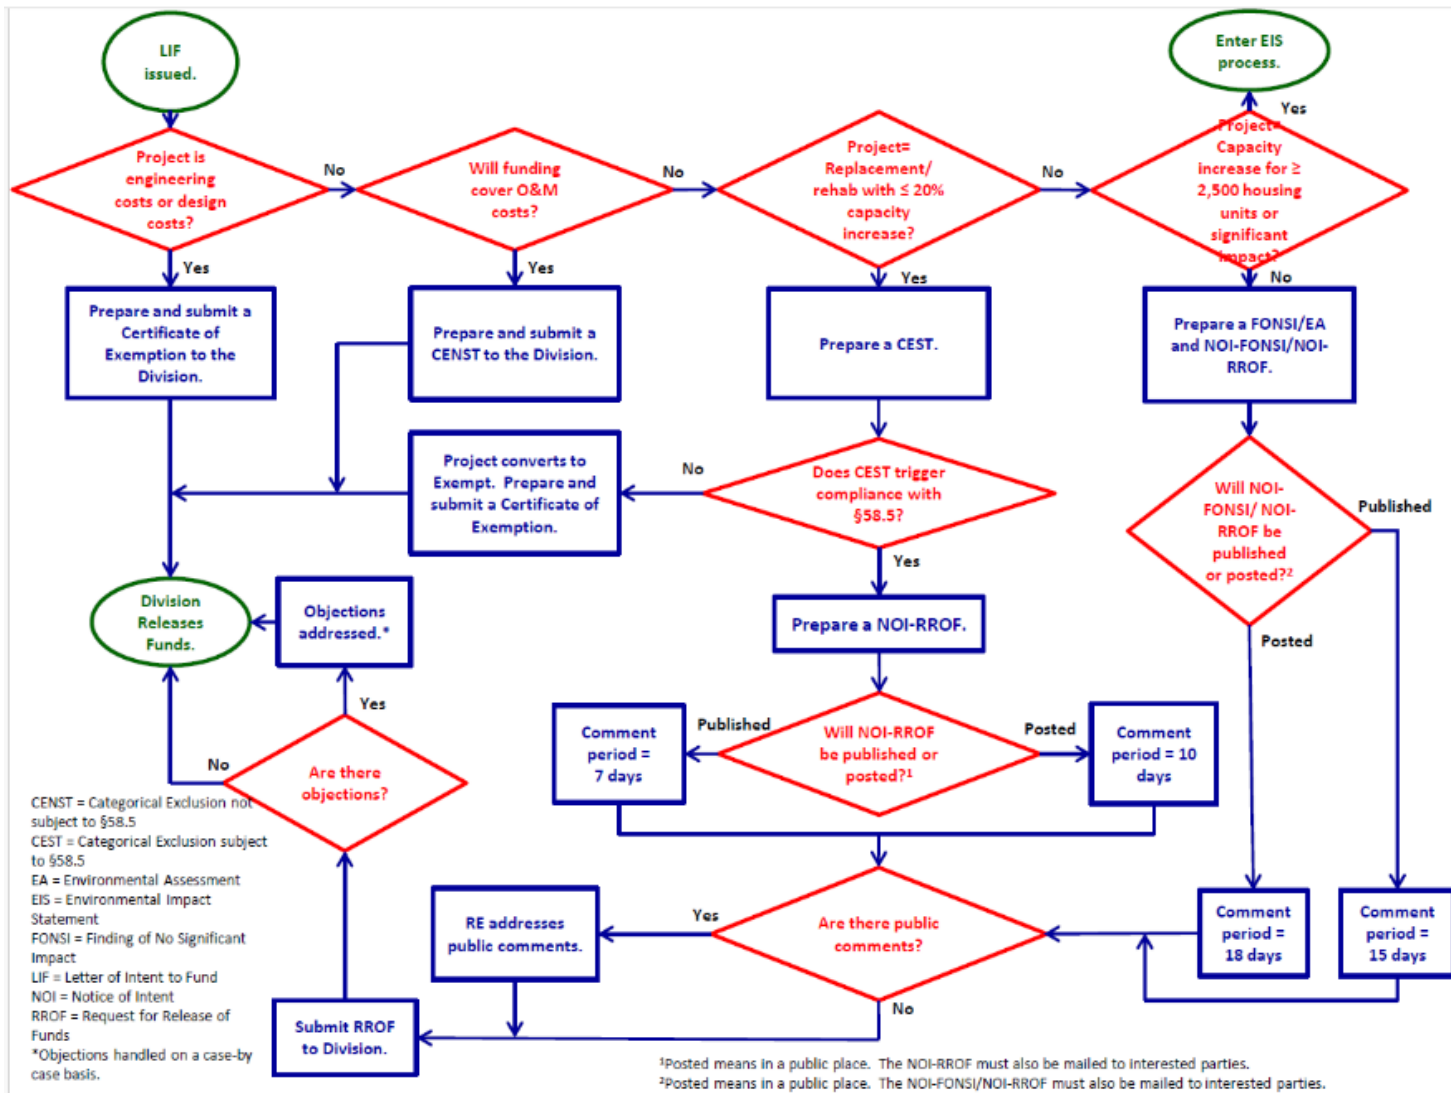 LIF
issued.
Enter EIS
process.
Yes
Project is
engineering
costs or design
costs?
No
Will funding
cover O&M
costs?
No
Project=
Replacement/
rehab with ≤ 20%
capacity
increase?
No
Project=
Capacity
increase for ≥
2,500 housing
units or
significant
impact?
Yes
Yes
Yes
No
Prepare and submit a
Certificate of
Exemption to the
Division.
Prepare and submit a
CENST to the Division.
Prepare a CEST.
Prepare a FONSI/EA
and NOI-FONSI/NOI-
RROF.
Project converts to
Exempt. Prepare and
submit a Certificate of
Exemption.
No
Does CEST trigger
compliance with
§58.5?
Will NOI-
FONSI/ NOI-
RROF be
published
or posted?²
Published
Yes
Posted
Division
Releases
Funds.
Objections
addressed.*
Prepare a NOI-RROF.
Yes
No
Are there
objections?
Comment
period =
7 days
Published
Will NOI-RROF
be published or
posted?¹
Posted
Comment
period = 10
days
CENST = Categorical Exclusion not
subject to §58.5
CEST = Categorical Exclusion subject
to §58.5
EA = Environmental Assessment
EIS = Environmental Impact
Statement
FONSI = Finding of No Significant
Impact
LIF = Letter of Intent to Fund
NOI = Notice of Intent
RROF = Request for Release of
Funds
*Objections handled on a case-by
case basis.
RE addresses
public comments.
Yes
Are there public
comments?
No
Comment
period =
18 days
Comment
period =
15 days
Submit RROF
to Division.
¹Posted means in a public place. The NOI-RROF must also be mailed to interested parties.
²Posted means in a public place. The NOI-FONSI/NOI-RROF must also be mailed to interested parties.